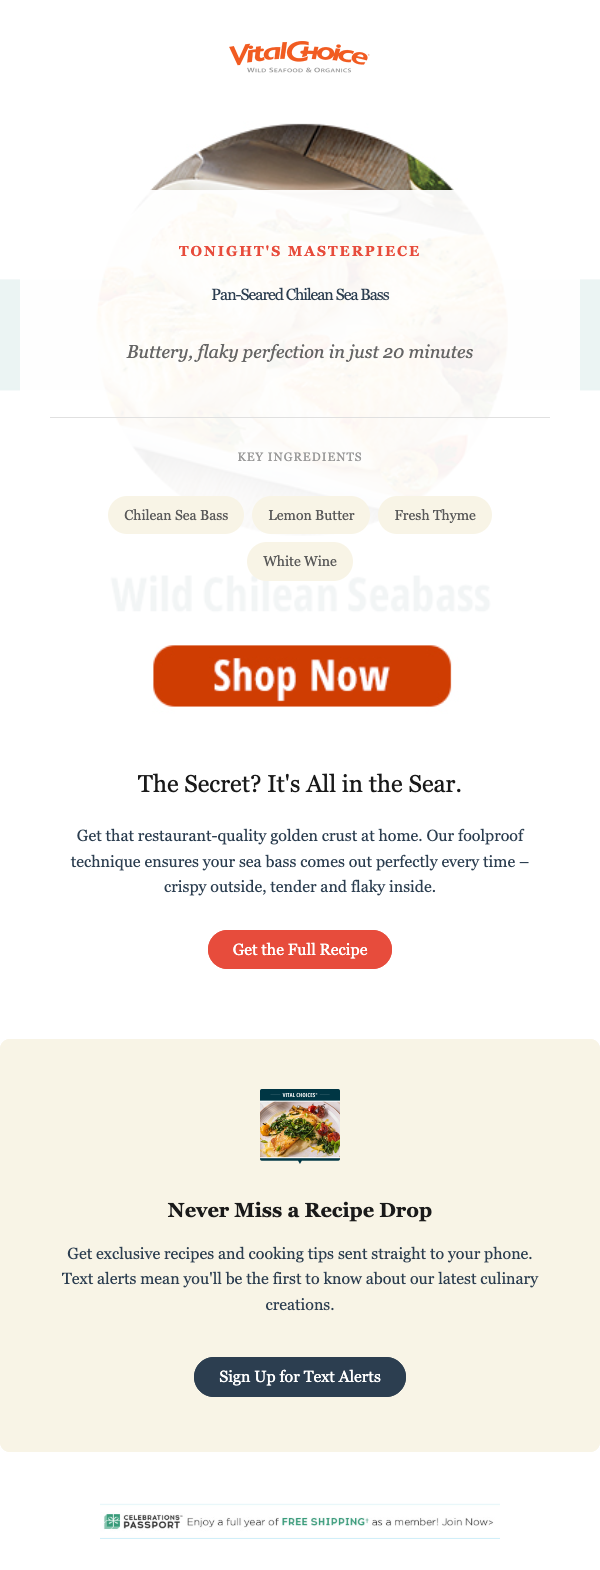 VitalChoice
WILD SEAFOOD & ORGANICS
TONIGHT'S MASTERPIECE
Pan-Seared Chilean Sea Bass
Buttery, flaky perfection in just 20 minutes
KEY INGREDIENTS
Chilean Sea Bass Lemon Butter Fresh Thyme
White Wine
Wild Chilean Seabass
Shop Now
The Secret? It's All in the Sear.
Get that restaurant-quality golden crust at home. Our foolproof
technique ensures your sea bass comes out perfectly every time –
crispy outside, tender and flaky inside.
Get the Full Recipe
VITAL CHOICES®
Never Miss a Recipe Drop
Get exclusive recipes and cooking tips sent straight to your phone.
Text alerts mean you'll be the first to know about our latest culinary
creations.
Sign Up for Text Alerts
CELEBRATIONS PASSPORT® Enjoy a full year of FREE SHIPPING† as a member! Join Now>